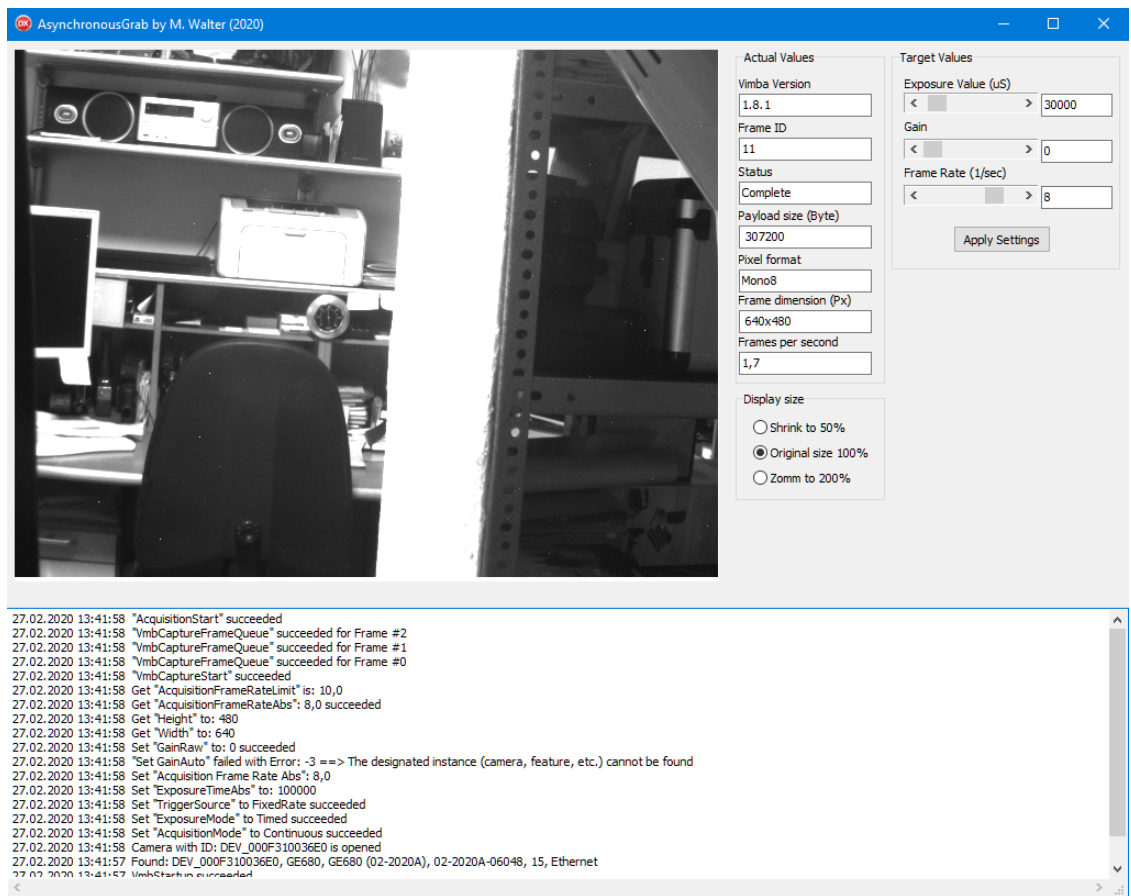 AsynchronousGrab by M. Walter (2020)
Actual Values
Vimba Version
1.8.1
Frame ID
11
Status
Complete
Payload size (Byte)
307200
Pixel format
Mono8
Frame dimension (Px)
640x480
Frames per second
1,7
Display size
Shrink to 50%
Original size 100%
Zomm to 200%
Target Values
Exposure Value (uS)
30000
Gain
0
Frame Rate (1/sec)
8
Apply Settings
27.02.2020 13:41:58 "AcquisitionStart" succeeded
27.02.2020 13:41:58 "VmbCaptureFrameQueue" succeeded for Frame #2
27.02.2020 13:41:58 "VmbCaptureFrameQueue" succeeded for Frame #1
27.02.2020 13:41:58 "VmbCaptureFrameQueue" succeeded for Frame #0
27.02.2020 13:41:58 "VmbCaptureStart" succeeded
27.02.2020 13:41:58 Get "AcquisitionFrameRateLimit" is: 10,0
27.02.2020 13:41:58 Get "AcquisitionFrameRateAbs": 8,0 succeeded
27.02.2020 13:41:58 Get "Height" to: 480
27.02.2020 13:41:58 Get "Width" to: 640
27.02.2020 13:41:58 Set "GainRaw" to: 0 succeeded
27.02.2020 13:41:58 "Set GainAuto" failed with Error: -3 ==> The designated instance (camera, feature, etc.) cannot be found
27.02.2020 13:41:58 Set "Acquisition Frame Rate Abs": 8,0
27.02.2020 13:41:58 Set "ExposureTimeAbs" to: 100000
27.02.2020 13:41:58 Set "TriggerSource" to FixedRate succeeded
27.02.2020 13:41:58 Set "ExposureMode" to Timed succeeded
27.02.2020 13:41:58 Set "AcquisitionMode" to Continuous succeeded
27.02.2020 13:41:58 Camera with ID: DEV_000F310036E0 is opened
27.02.2020 13:41:57 Found: DEV_000F310036E0, GE680, GE680 (02-2020A), 02-2020A-06048, 15, Ethernet
27.02.2020 13:41:57 VmbStartup succeeded